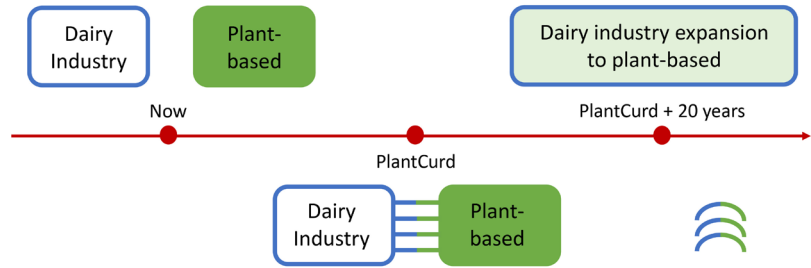 Dairy
Industry
Plant-
based
Dairy industry expansion
to plant-based
Now
PlantCurd + 20 years
PlantCurd
Dairy
Industry
Plant-
based